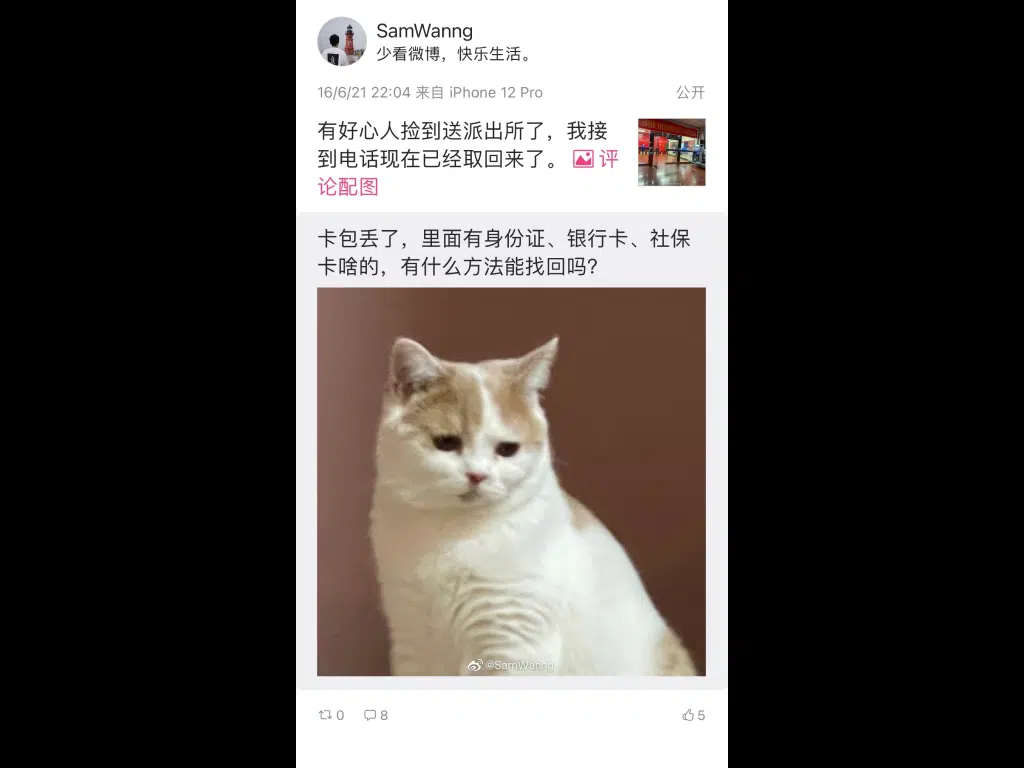 SamWanng
少看微博，快乐生活。
16/6/21 22:04 来自 iPhone 12 Pro
公开
有好心人捡到送派出所了，我接
到电话现在已经取回来了。 评
论配图
卡包丢了，里面有身份证、银行卡、社保
卡啥的，有什么方法能找回吗？
@SamWanng
0
8
5